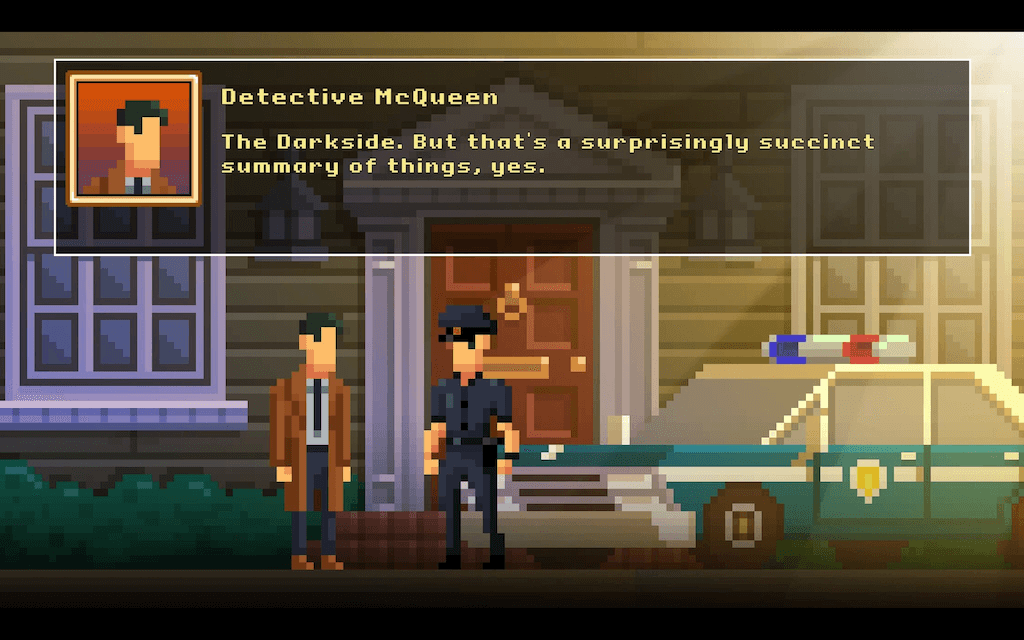 Detective McQueen
The Darkside. But that's a surprisingly succinct
summary of things, yes.